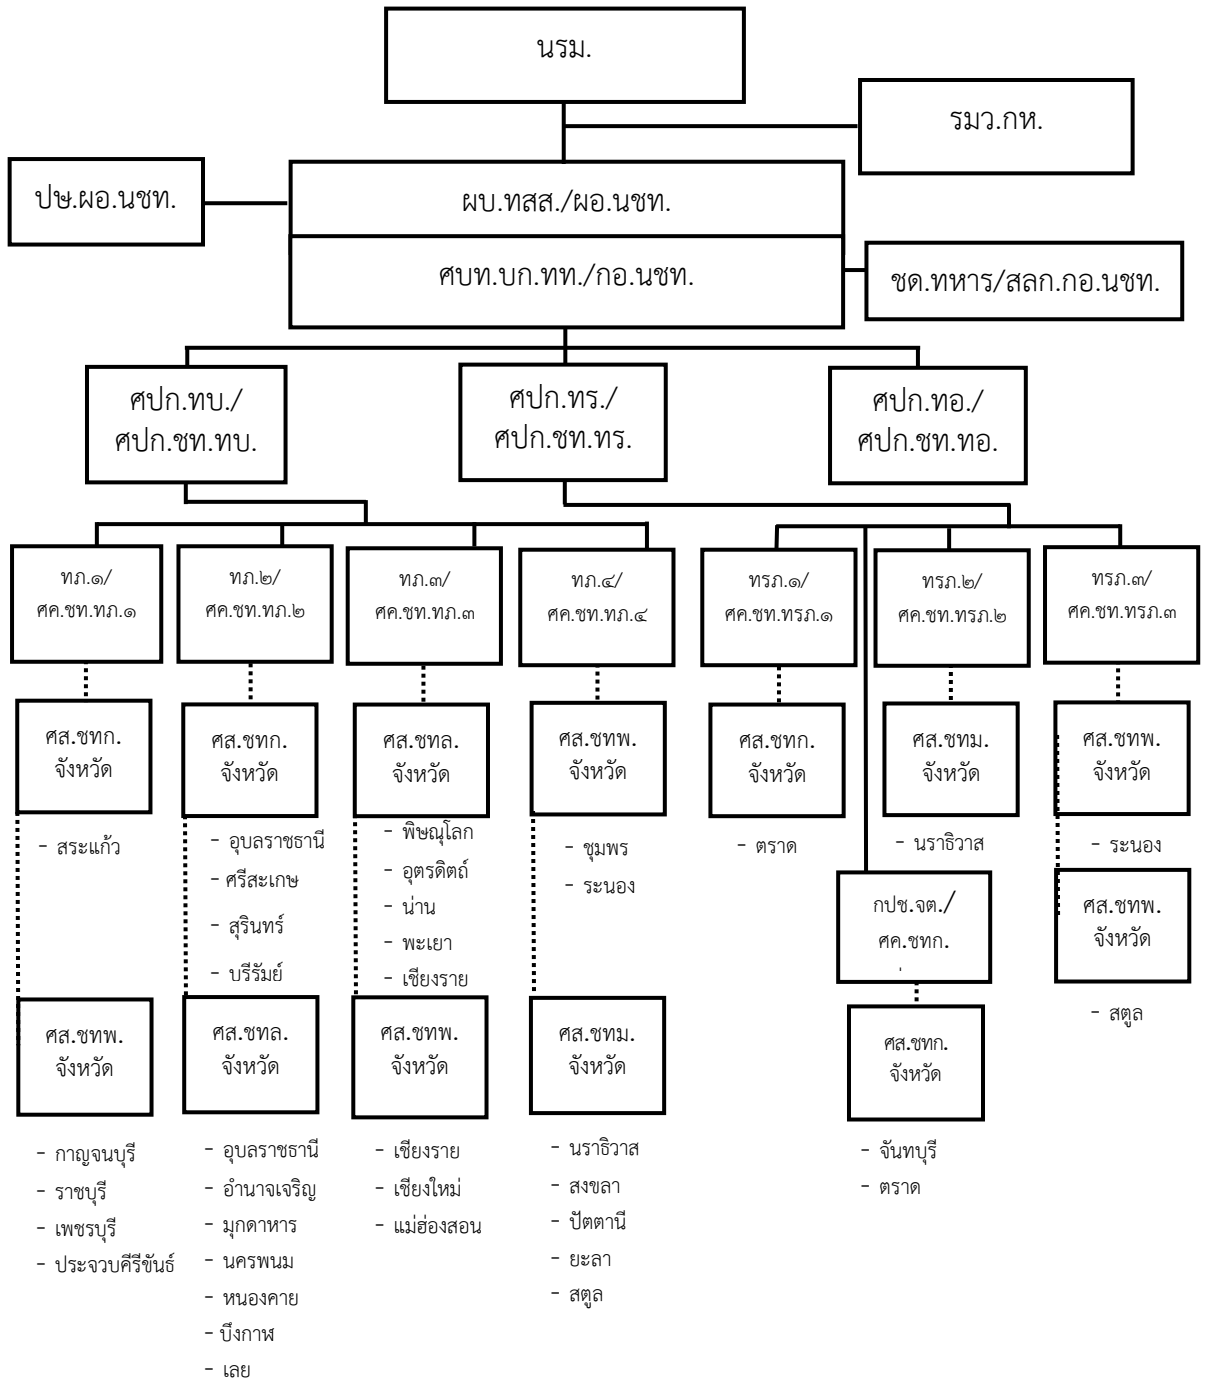 นรม.
รมว.กห.
ปษ.ผอ.นชท.
ผบ.ทสส./ผอ.นชท.
ศบท.บก.ทท./กอ.นชท.
ชด.ทหาร/สลก.กอ.นชท.
ศปก.ทบ./
ศปก.ชท.ทบ.
ศปก.ทร./
ศปก.ชท.ทร.
ศปก.ทอ./
ศปก.ชท.ทอ.
ทภ.๑/
ศค.ชท.ทภ.๑
ทภ.๒/
ศค.ชท.ทภ.๒
ทภ.๓/
ศค.ชท.ทภ.๓
ทภ.๔/
ศค.ชท.ทภ.๔
ทรภ.๑/
ศค.ชท.ทรภ.๑
ทรภ.๒/
ศค.ชท.ทรภ.๒
ทรภ.๓/
ศค.ชท.ทรภ.๓
ศส.ชทก.
จังหวัด
- สระแก้ว
ศส.ชทก.
จังหวัด
- อุบลราชธานี
- ศรีสะเกษ
- สุรินทร์
- บรีรัมย์
ศส.ชทล.
จังหวัด
- พิษณุโลก
- อุตรดิตถ์
- น่าน
- พะเยา
- เชียงราย
ศส.ชทพ.
จังหวัด
- ชุมพร
- ระนอง
ศส.ชทก.
จังหวัด
- ตราด
ศส.ชทม.
จังหวัด
- นราธิวาส
ศส.ชทพ.
จังหวัด
- ระนอง
กปช.จต./
ศค.ชทก.
ศส.ชทพ.
จังหวัด
- สตูล
ศส.ชทพ.
จังหวัด
- กาญจนบุรี
- ราชบุรี
- เพชรบุรี
- ประจวบคีรีขันธ์
ศส.ชทล.
จังหวัด
- อุบลราชธานี
- อำนาจเจริญ
- มุกดาหาร
- นครพนม
- หนองคาย
- บึงกาฬ
- เลย
ศส.ชทพ.
จังหวัด
- เชียงราย
- เชียงใหม่
- แม่ฮ่องสอน
ศส.ชทม.
จังหวัด
- นราธิวาส
- สงขลา
- ปัตตานี
- ยะลา
- สตูล
ศส.ชทก.
จังหวัด
- จันทบุรี
- ตราด